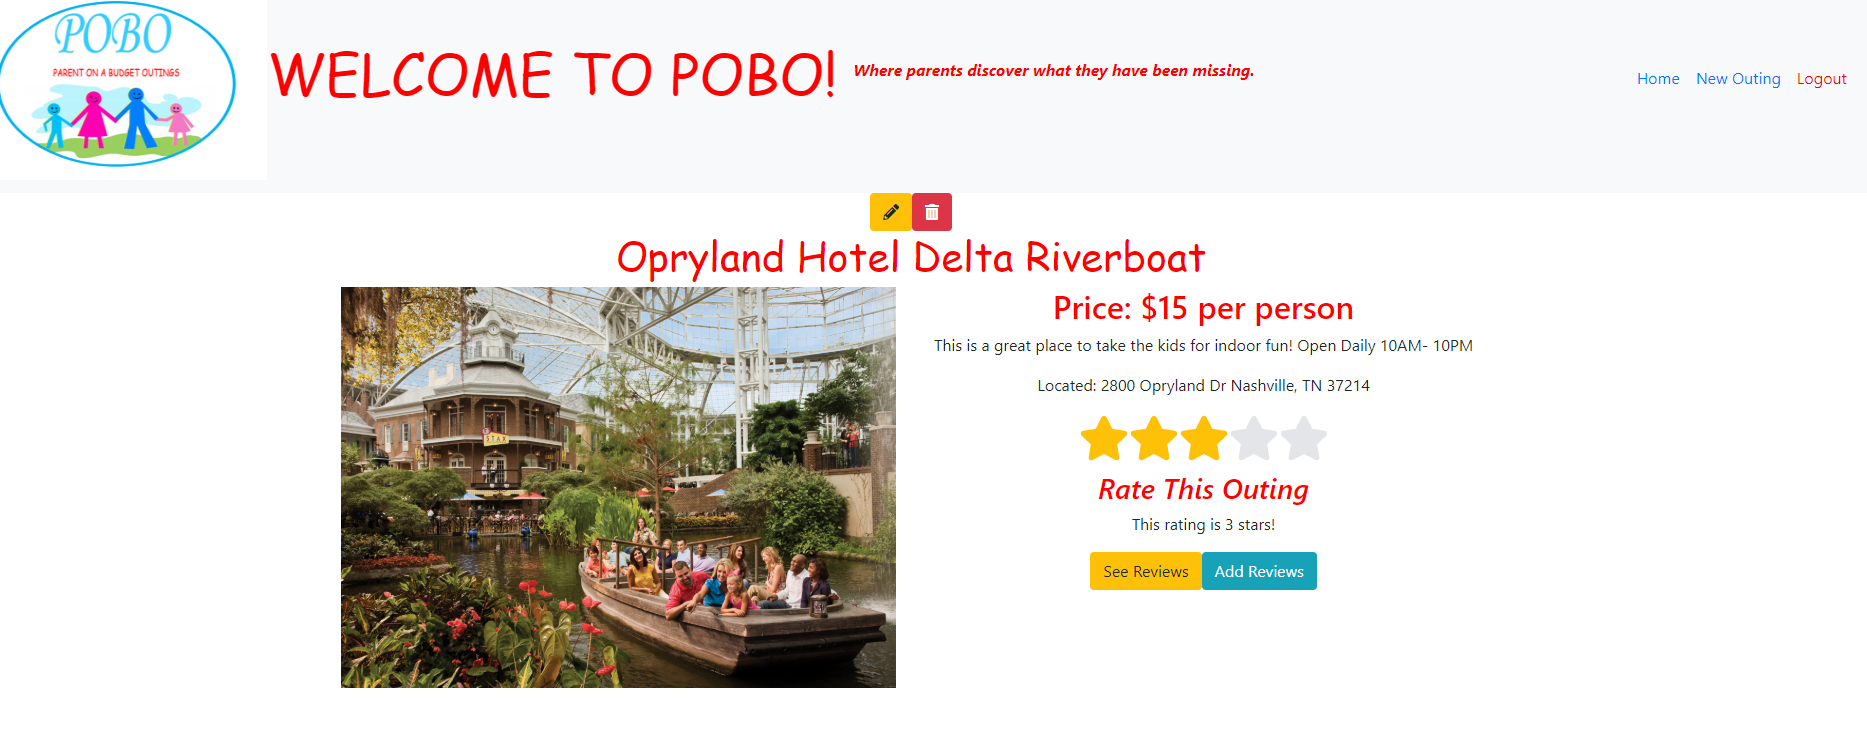 POBO
PARENT ON A BUDGET OUTINGS
WELCOME TO POBO!
Where parents discover what they have been missing.
Home New Outing Logout
Opryland Hotel Delta Riverboat
STAX
Price: $15 per person
This is a great place to take the kids for indoor fun! Open Daily 10AM- 10PM
Located: 2800 Opryland Dr Nashville, TN 37214
Rate This Outing
This rating is 3 stars!
See Reviews Add Reviews